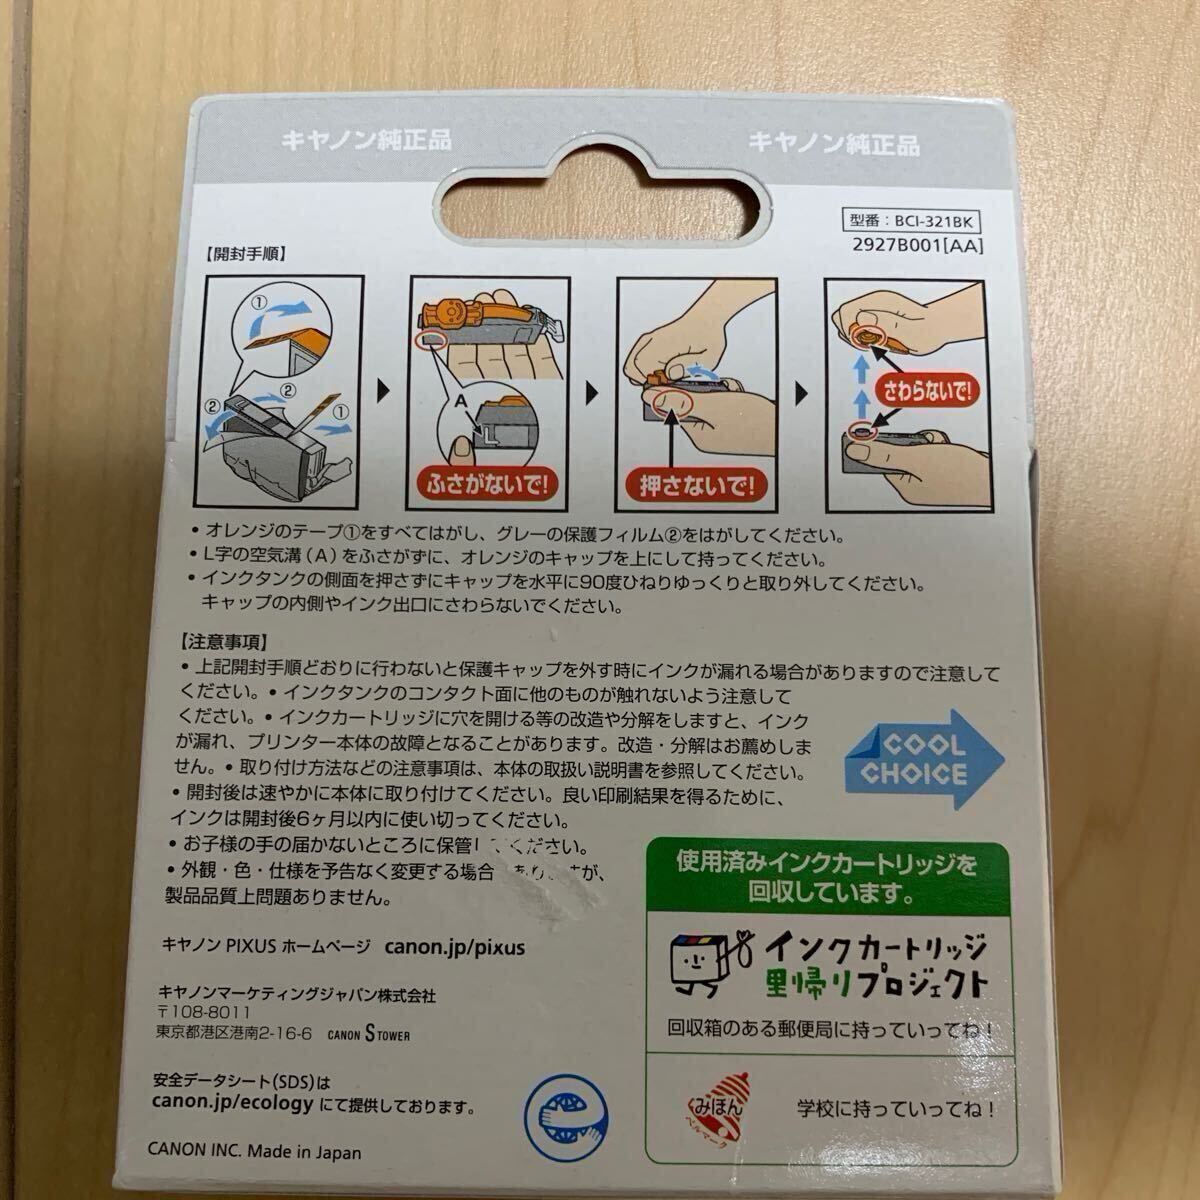 キヤノン純正品 キヤノン純正品
型番：BCI-321BK
2927B001[AA]
【開封手順】
① ② ② ①
A
ふさがないで！
押さないで！
さわらないで！
• オレンジのテープ①をすべてはがし、グレーの保護フィルム②をはがしてください。
• L字の空気溝（A）をふさがずに、オレンジのキャップを上にして持ってください。
• インクタンクの側面を押さずにキャップを水平に90度ひねりゆっくりと取り外してください。
キャップの内側やインク出口にさわらないでください。
【注意事項】
• 上記開封手順どおりに行わないと保護キャップを外す時にインクが漏れる場合がありますので注意して
ください。• インクタンクのコンタクト面に他のものが触れないよう注意して
ください。• インクカートリッジに穴を開ける等の改造や分解をしますと、インク
が漏れ、プリンター本体の故障となることがあります。改造・分解はお薦めしま
せん。• 取り付け方法などの注意事項は、本体の取扱い説明書を参照してください。
• 開封後は速やかに本体に取り付けてください。良い印刷結果を得るために、
インクは開封後6ヶ月以内に使い切ってください。
• お子様の手の届かないところに保管してください。
• 外観・色・仕様を予告なく変更する場合がありますが、
製品品質上問題ありません。
COOL
CHOICE
キヤノン PIXUS ホームページ canon.jp/pixus
キヤノンマーケティングジャパン株式会社
〒108-8011
東京都港区港南2-16-6 CANON S TOWER
安全データシート(SDS)は
canon.jp/ecology にて提供しております。
CANON INC. Made in Japan
使用済みインクカートリッジを
回収しています。
インクカートリッジ
里帰りプロジェクト
回収箱のある郵便局に持っていってね！
みほん
ベルマーク
学校に持っていってね！